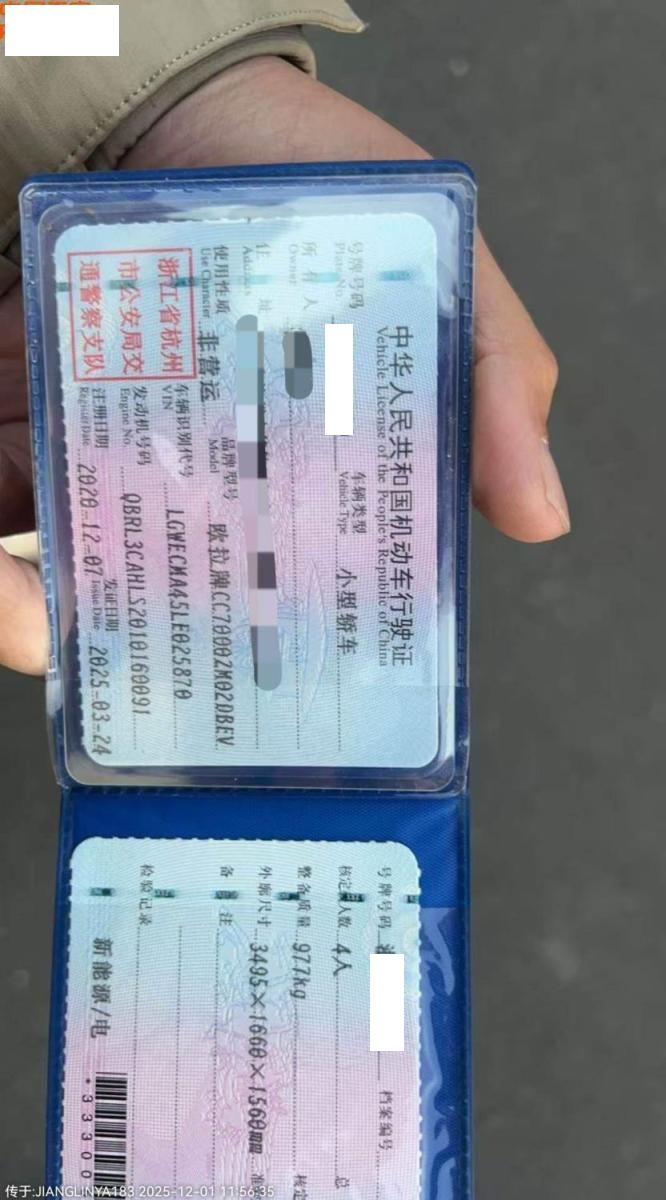 中华人民共和国机动车行驶证
Vehicle License of the People's Republic of China
号牌号码
Plate No.
车辆类型 小型轿车
Vehicle Type
所有人
Owner
住址
Address
使用性质 非营运
Use Character
品牌型号 欧拉牌CC7000ZM02DBEV
Model
浙江省杭州
市公安局交
通警察支队
车辆识别代号 LGWECMA45LE025870
VIN
发动机号码 QBRL3CAHLS2010160091
Engine No.
注册日期 2020-12-07
Register Date
发证日期 2025-03-24
Issue Date
号牌号码
档案编号
核定载人数 4人
总
整备质量 977kg
核定
外廓尺寸 3495×1660×1560mm
准
备注
检验记录
新能源/电
*33300
传于:JIANGLINYA183 2025-12-01 11:56:35